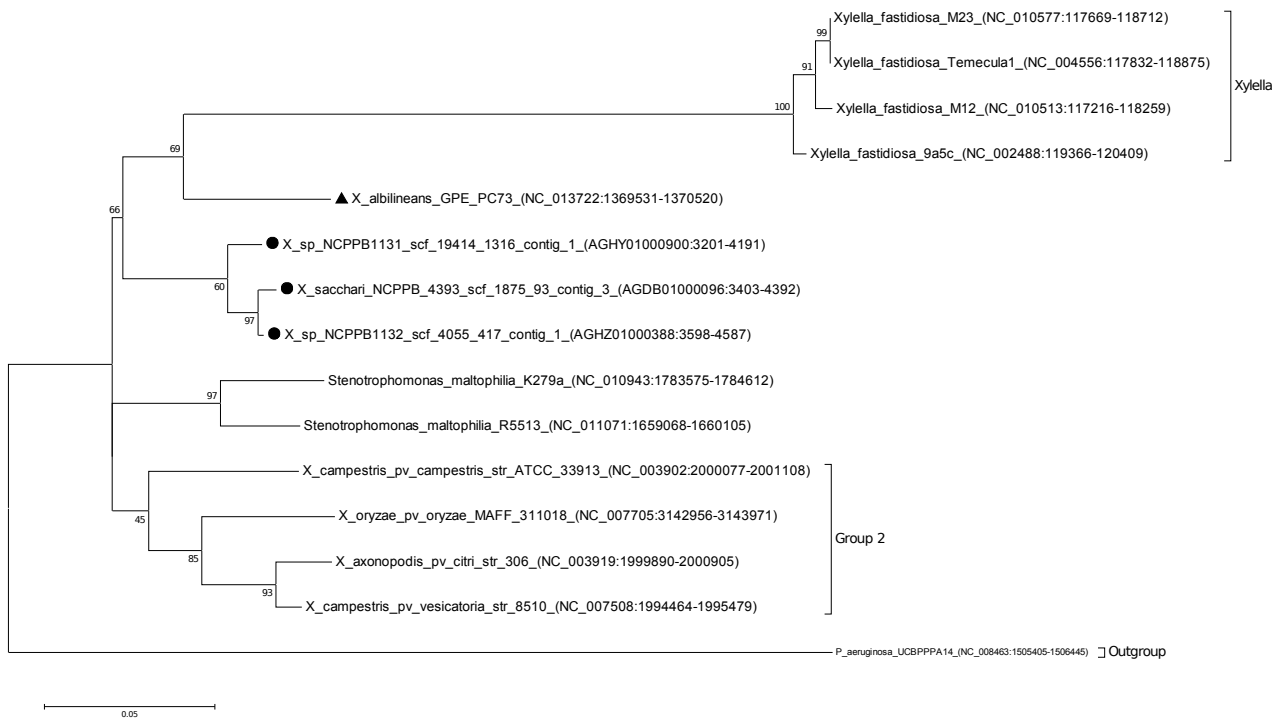 Xylella_fastidiosa_M23_(NC_010577:117669-118712)
99
Xylella_fastidiosa_Temecula1_(NC_004556:117832-118875)
91
Xylella
100
Xylella_fastidiosa_M12_(NC_010513:117216-118259)
69
Xylella_fastidiosa_9a5c_(NC_002488:119366-120409)
X_albilineans_GPE_PC73_(NC_013722:1369531-1370520)
66
X_sp_NCPPB1131_scf_19414_1316_contig_1_(AGHY01000900:3201-4191)
60
X_sacchari_NCPPB_4393_scf_1875_93_contig_3_(AGDB01000096:3403-4392)
97
X_sp_NCPPB1132_scf_4055_417_contig_1_(AGHZ01000388:3598-4587)
Stenotrophomonas_maltophilia_K279a_(NC_010943:1783575-1784612)
97
Stenotrophomonas_maltophilia_R5513_(NC_011071:1659068-1660105)
X_campestris_pv_campestris_str_ATCC_33913_(NC_003902:2000077-2001108)
45
X_oryzae_pv_oryzae_MAFF_311018_(NC_007705:3142956-3143971)
Group 2
85
X_axonopodis_pv_citri_str_306_(NC_003919:1999890-2000905)
93
X_campestris_pv_vesicatoria_str_8510_(NC_007508:1994464-1995479)
P_aeruginosa_UCBPPPA14_(NC_008463:1505405-1506445)
Outgroup
0.05